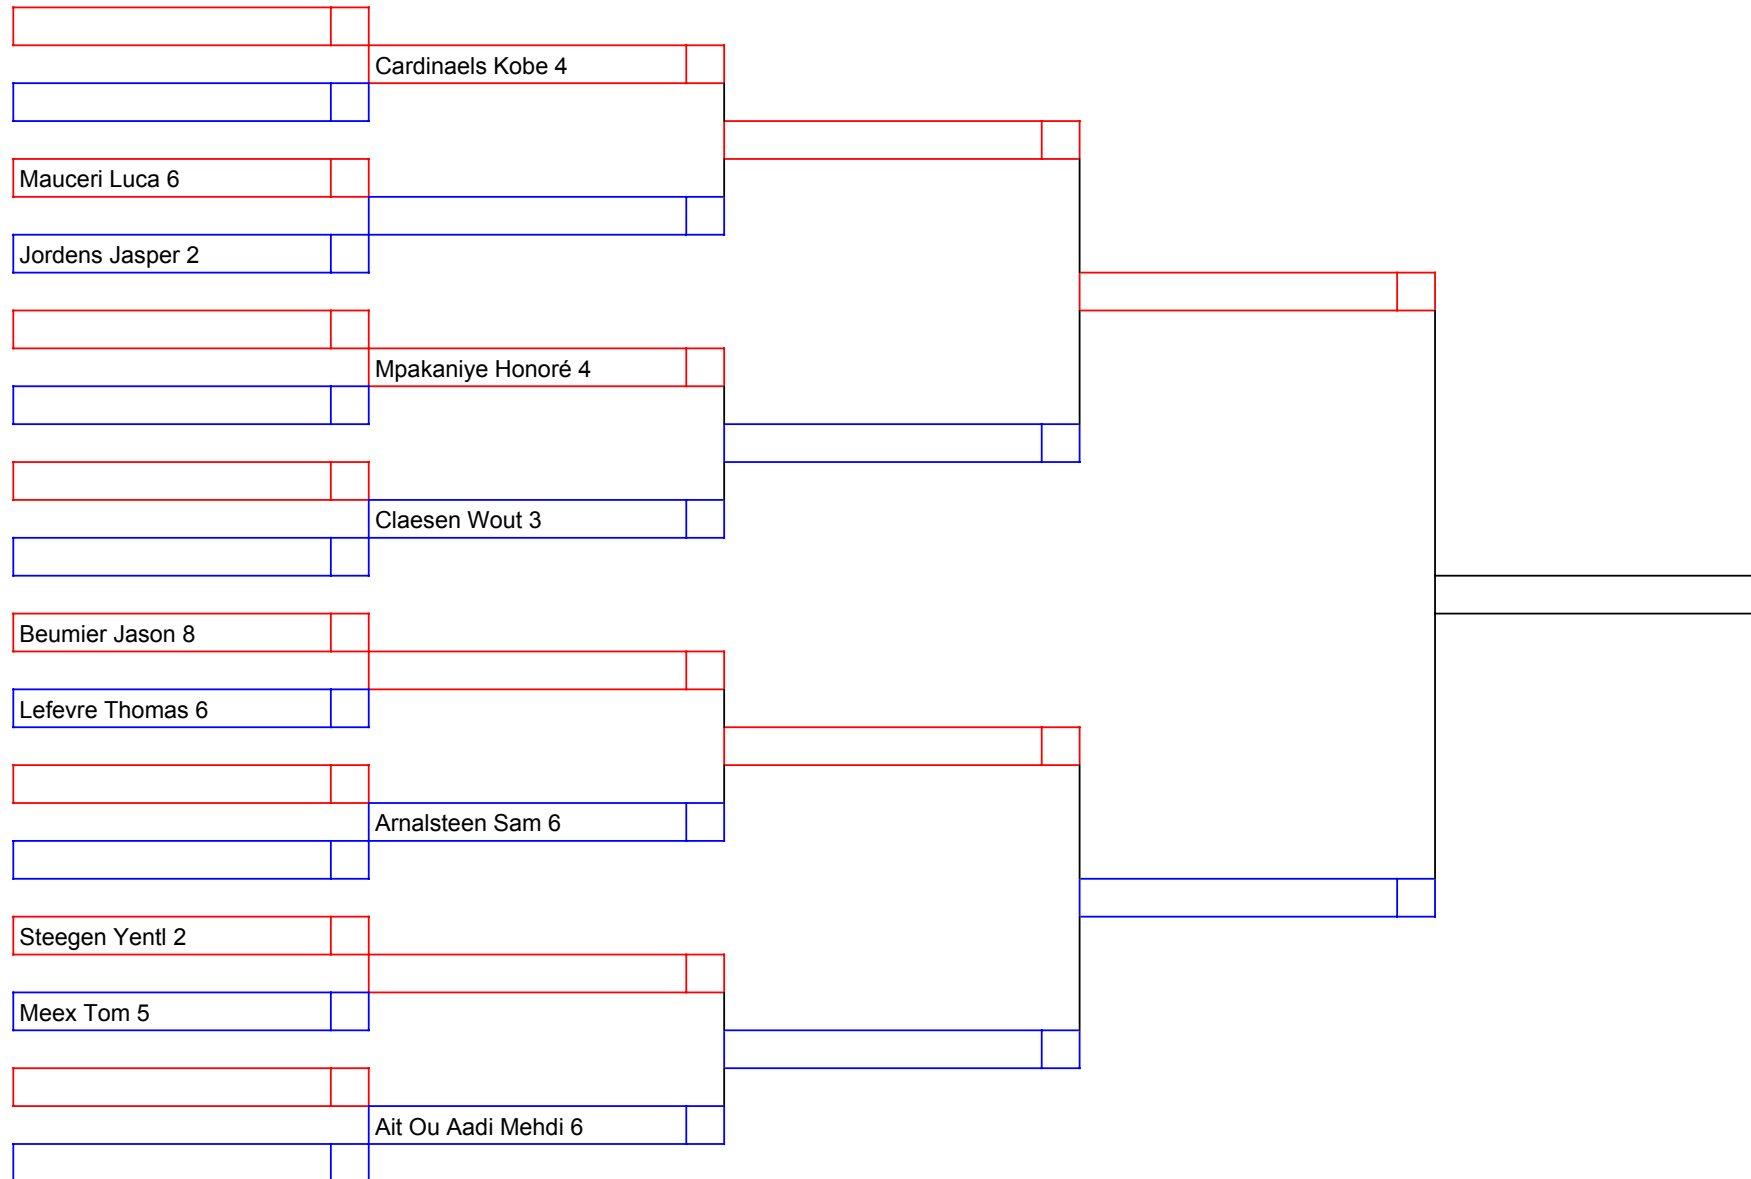 Cardinaels Kobe 4
Mauceri Luca 6
Jordens Jasper 2
Mpakaniye Honoré 4
Claesen Wout 3
Beumier Jason 8
Lefevre Thomas 6
Arnalsteen Sam 6
Steegen Yentl 2
Meex Tom 5
Ait Ou Aadi Mehdi 6